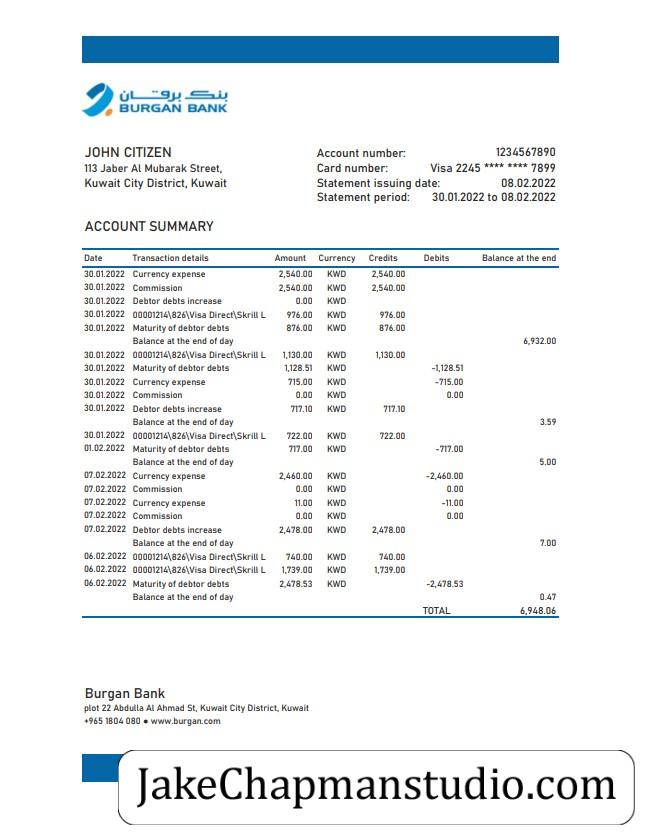 بنك برقان
BURGAN BANK
JOHN CITIZEN
113 Jaber Al Mubarak Street,
Kuwait City District, Kuwait
Account number: 1234567890
Card number: Visa 2245 **** **** 7899
Statement issuing date: 08.02.2022
Statement period: 30.01.2022 to 08.02.2022
ACCOUNT SUMMARY
Date Transaction details Amount Currency Credits Debits Balance at the end
30.01.2022 Currency expense 2,540.00 KWD 2,540.00
30.01.2022 Commission 2,540.00 KWD 2,540.00
30.01.2022 Debtor debts increase 0.00 KWD
30.01.2022 00001214\826\Visa Direct\Skrill L 976.00 KWD 976.00
30.01.2022 Maturity of debtor debts 876.00 KWD 876.00
Balance at the end of day 6,932.00
30.01.2022 00001214\826\Visa Direct\Skrill L 1,130.00 KWD 1,130.00
30.01.2022 Maturity of debtor debts 1,128.51 KWD -1,128.51
30.01.2022 Currency expense 715.00 KWD -715.00
30.01.2022 Commission 0.00 KWD 0.00
30.01.2022 Debtor debts increase 717.10 KWD 717.10
Balance at the end of day 3.59
30.01.2022 00001214\826\Visa Direct\Skrill L 722.00 KWD 722.00
01.02.2022 Maturity of debtor debts 717.00 KWD -717.00
Balance at the end of day 5.00
07.02.2022 Currency expense 2,460.00 KWD -2,460.00
07.02.2022 Commission 0.00 KWD 0.00
07.02.2022 Currency expense 11.00 KWD -11.00
07.02.2022 Commission 0.00 KWD 0.00
07.02.2022 Debtor debts increase 2,478.00 KWD 2,478.00
Balance at the end of day 7.00
06.02.2022 00001214\826\Visa Direct\Skrill L 740.00 KWD 740.00
06.02.2022 00001214\826\Visa Direct\Skrill L 1,739.00 KWD 1,739.00
06.02.2022 Maturity of debtor debts 2,478.53 KWD -2,478.53
Balance at the end of day 0.47
TOTAL 6,948.06
Burgan Bank
plot 22 Abdulla Al Ahmad St, Kuwait City District, Kuwait
+965 1804 080 ● www.burgan.com
JakeChapmanstudio.com